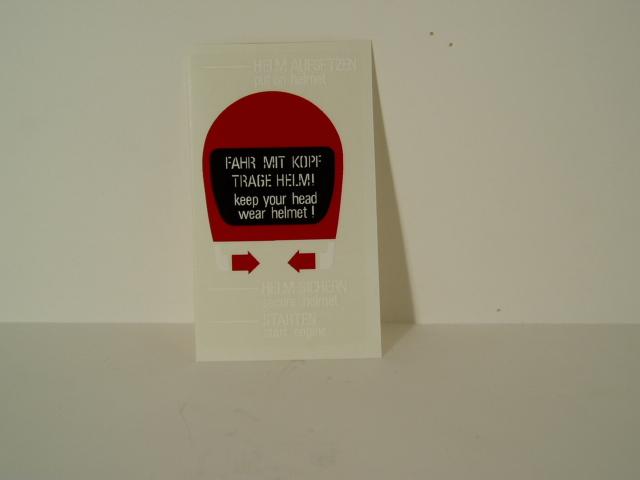 HELM AUFSETZEN
put on helmet
FAHR MIT KOPF
TRAGE HELM!
keep your head
wear helmet!
HELM SICHERN
secure helmet
STARTEN
start engine